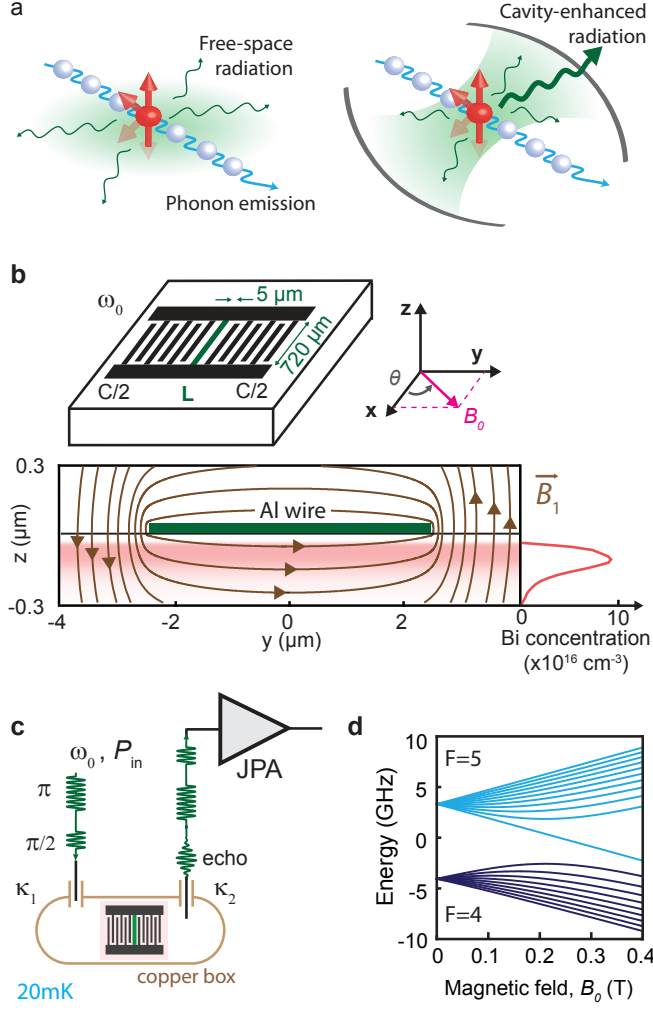 a
Free-space
radiation
Phonon emission
Cavity-enhanced
radiation
b
ω₀
5 µm
720 µm
C/2
L
C/2
z
y
θ
x
B₀
0.3
z (µm)
-0.3
Al wire
B₁
-4
-2
0
2
y (µm)
0
10
Bi concentration
(x10¹⁶ cm⁻³)
c
ω₀ , Pᵢₙ
π
π/2
JPA
echo
κ₁
κ₂
copper box
20mK
d
10
5
0
-5
-10
Energy (GHz)
F=5
F=4
0
0.1
0.2
0.3
0.4
Magnetic feld, B₀ (T)